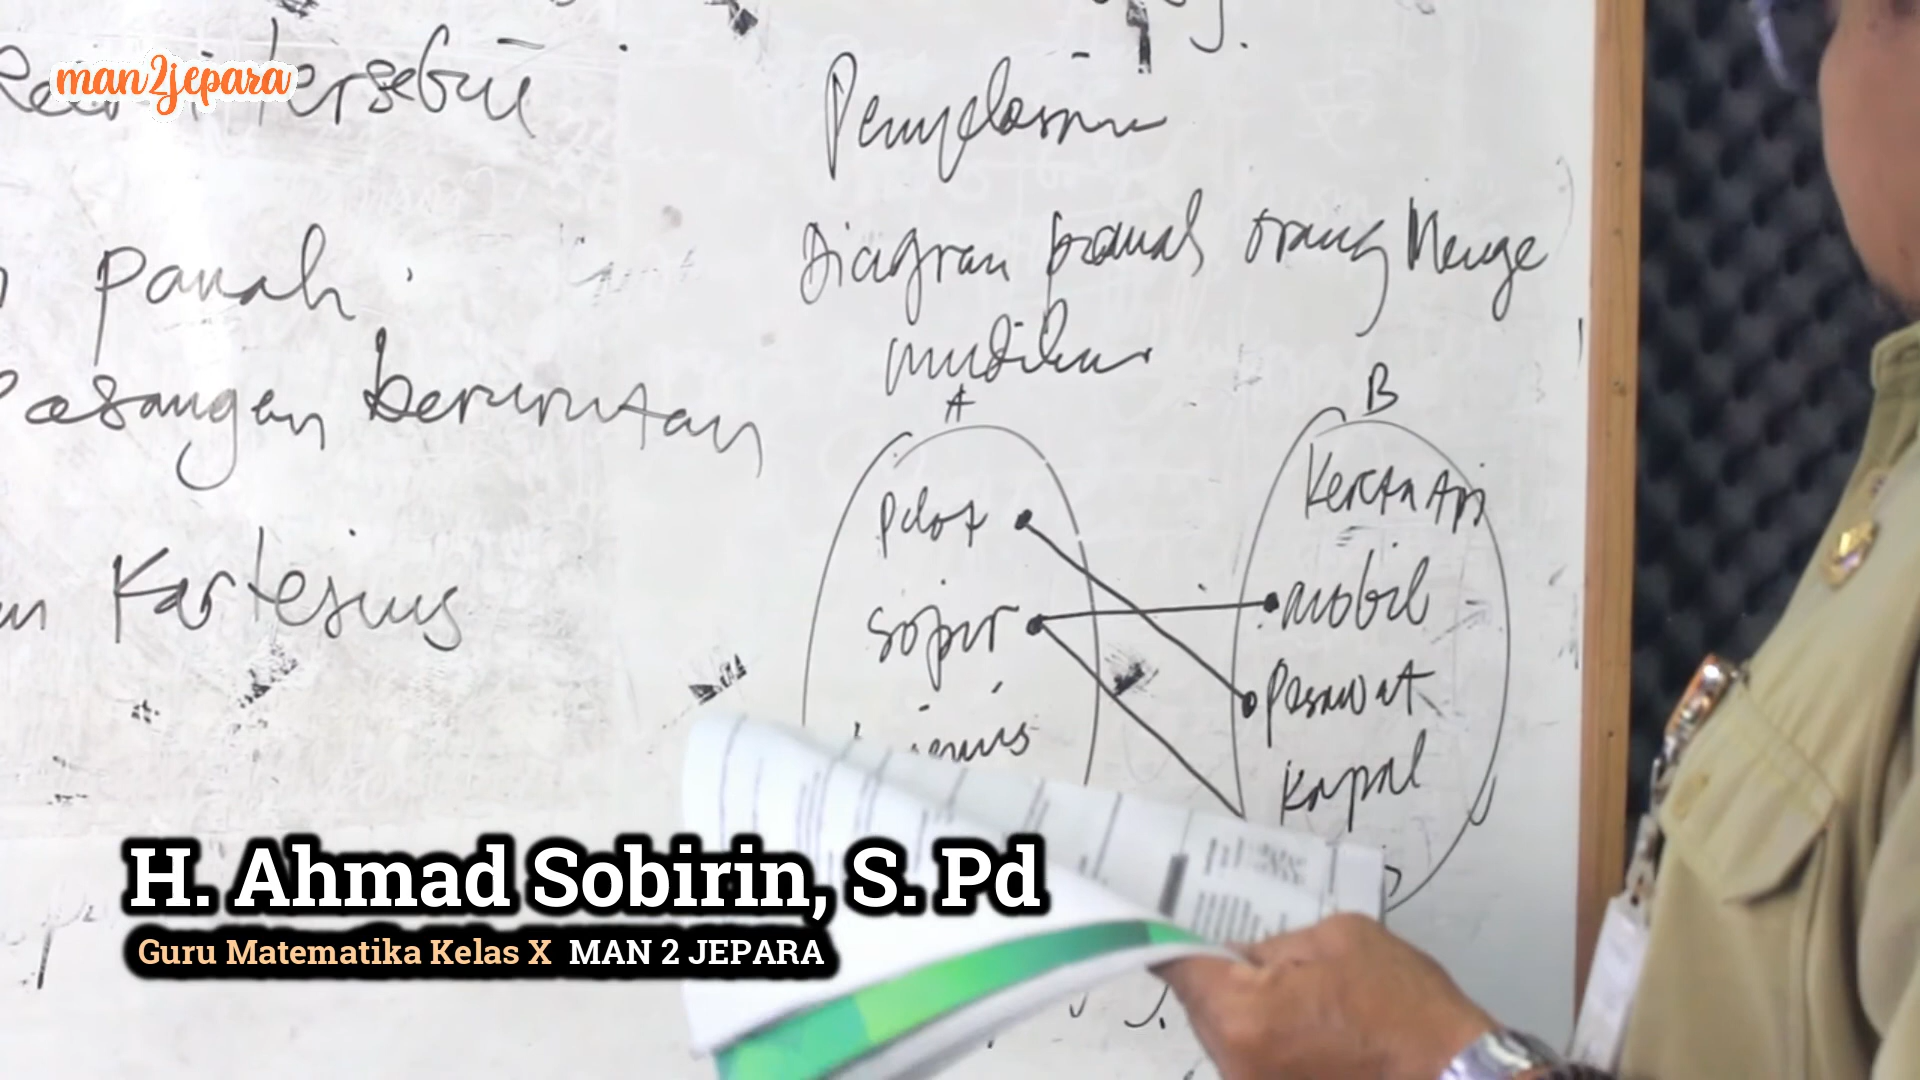 man2jepara
tersebut
panah
Pasangan berurutan
Kartesius
Penyelesaian
Diagram panah orang Menge
mudikan
A
B
Pilot
Sopir
Kereta Api
mobil
Pesawat
Kapal
H. Ahmad Sobirin, S. Pd
Guru Matematika Kelas X MAN 2 JEPARA